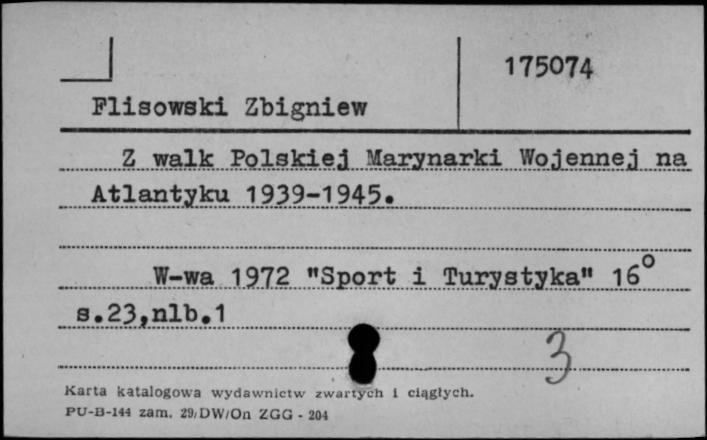 175074
Flisowski Zbigniew
Z walk Polskiej Marynarki Wojennej na
Atlantyku 1939-1945.
W-wa 1972 "Sport i Turystyka" 16°
s.23,nlb.1
3
Karta katalogowa wydawnictw zwartych i ciągłych.
PU-B-144 zam. 29/DW/On ZGG - 204